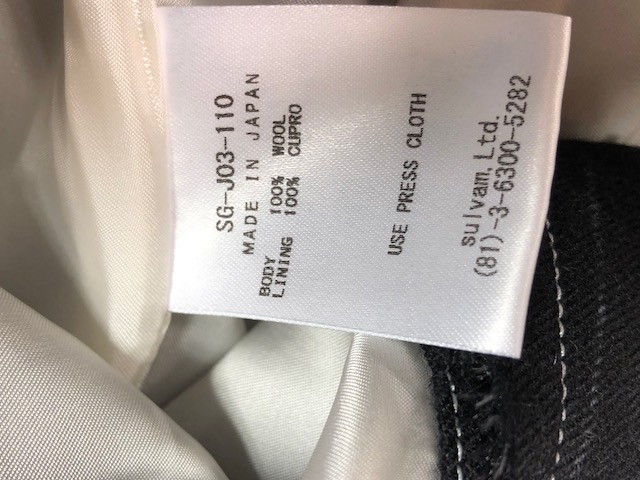 SG-J03-110
MADE IN JAPAN
BODY 100% WOOL
LINING 100% CUPRO
USE PRESS CLOTH
sulvam, Ltd.
(81)-3-6300-5282